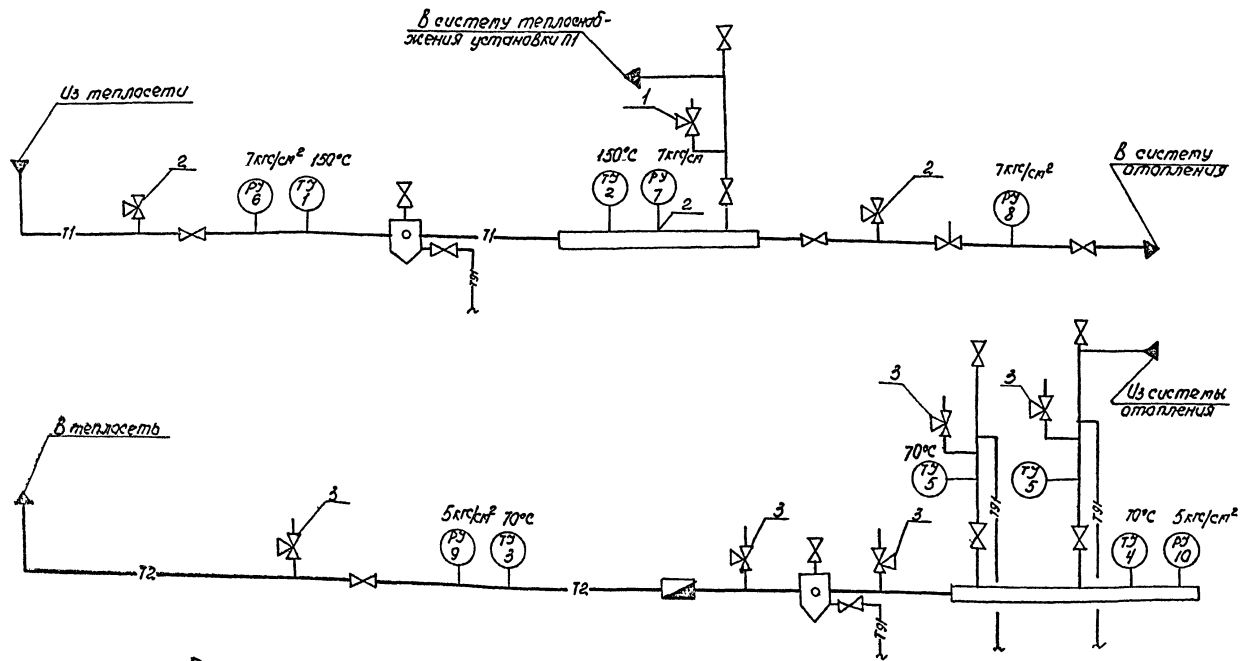 В систему теплоснаб-
жения установки П1
Из теплосети
1
2
7кгс/см² 150°С
РУ
6
ТУ
1
150°С 7кгс/см
ТУ
2
РУ
7
2
2
7кгс/см²
РУ
8
В систему
отопления
Т1
Т1
Т91
В теплосеть
3
5кгс/см² 70°С
РУ
9
ТУ
3
3
3
3
70°С
ТУ
5
3
ТУ
5
Из системы
отопления
Т91
Т91
70°С 5кгс/см²
ТУ
4
РУ
10
Т2
Т2
Т91